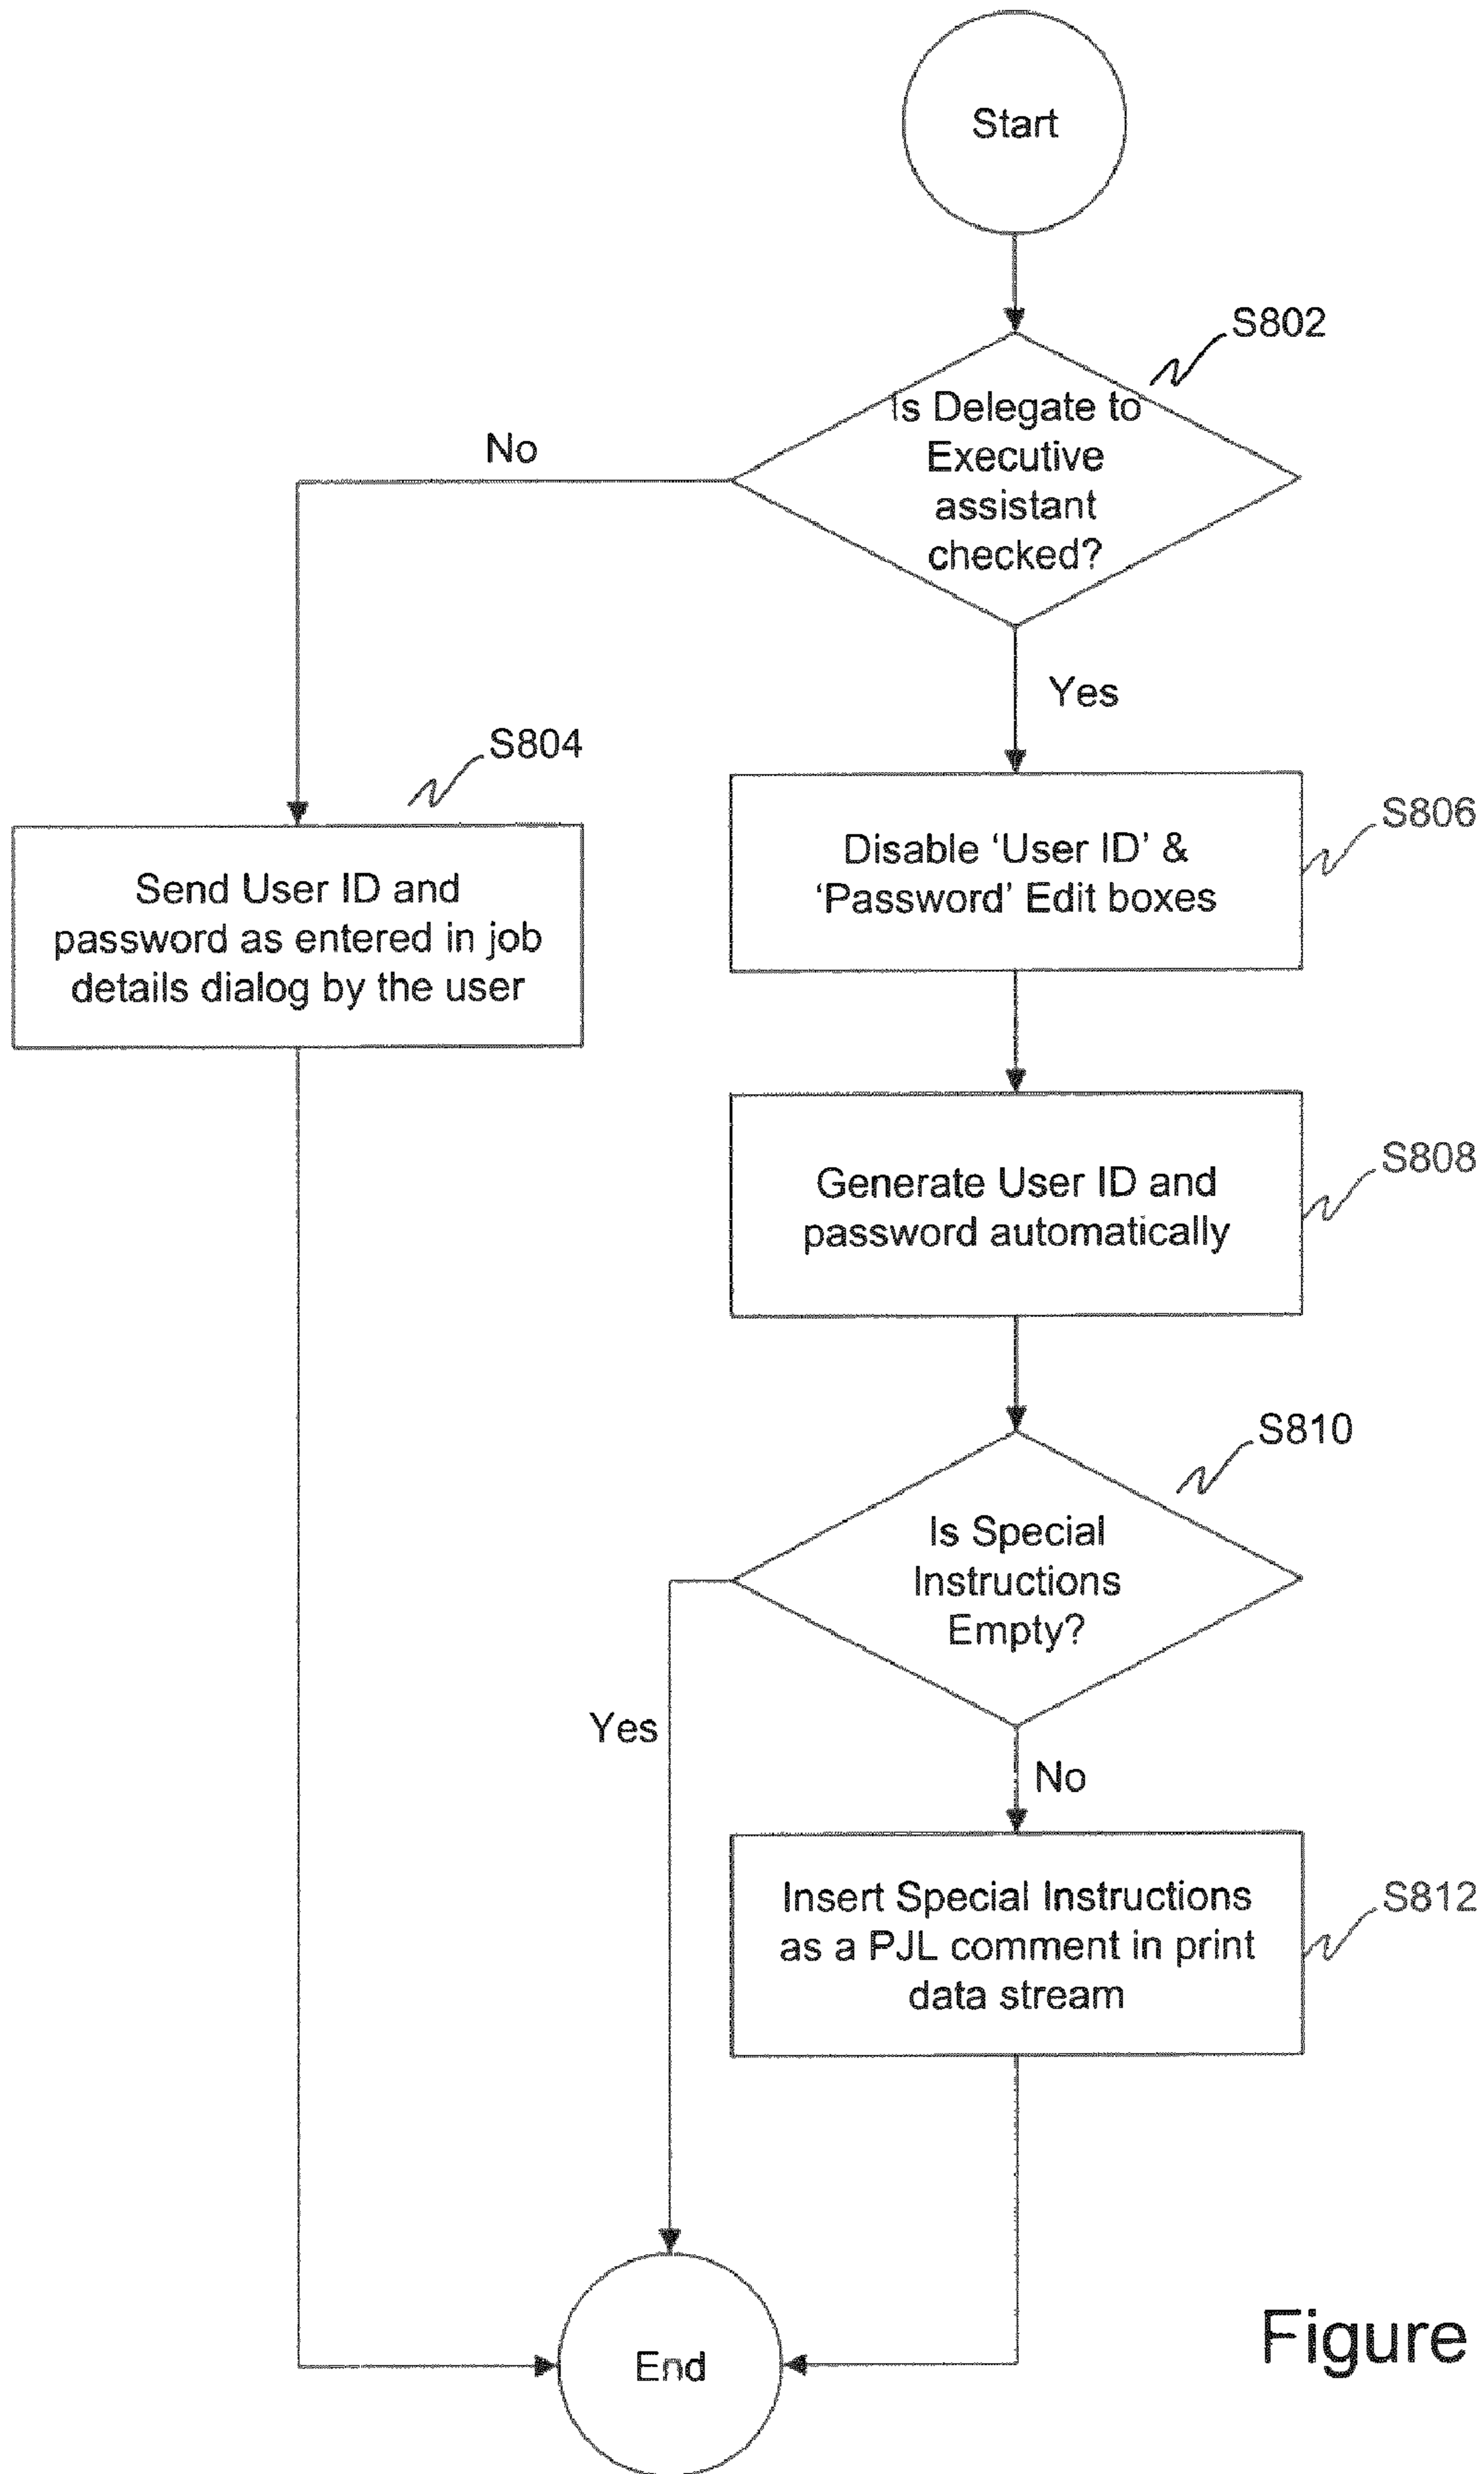 Start
S802
Is Delegate to
Executive
assistant
checked?
No
Yes
S804
Send User ID and
password as entered in job
details dialog by the user
S806
Disable ‘User ID’ &
‘Password’ Edit boxes
S808
Generate User ID and
password automatically
S810
Is Special
Instructions
Empty?
Yes
No
S812
Insert Special Instructions
as a PJL comment in print
data stream
End
Figure